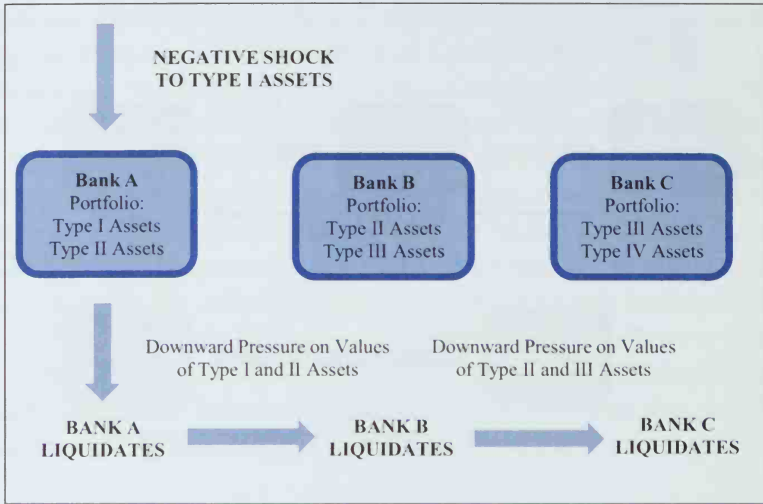 NEGATIVE SHOCK
TO TYPE I ASSETS
Bank A
Portfolio:
Type I Assets
Type II Assets
Bank B
Portfolio:
Type II Assets
Type III Assets
Bank C
Portfolio:
Type III Assets
Type IV Assets
Downward Pressure on Values
of Type I and II Assets
Downward Pressure on Values
of Type II and III Assets
BANK A
LIQUIDATES
BANK B
LIQUIDATES
BANK C
LIQUIDATES